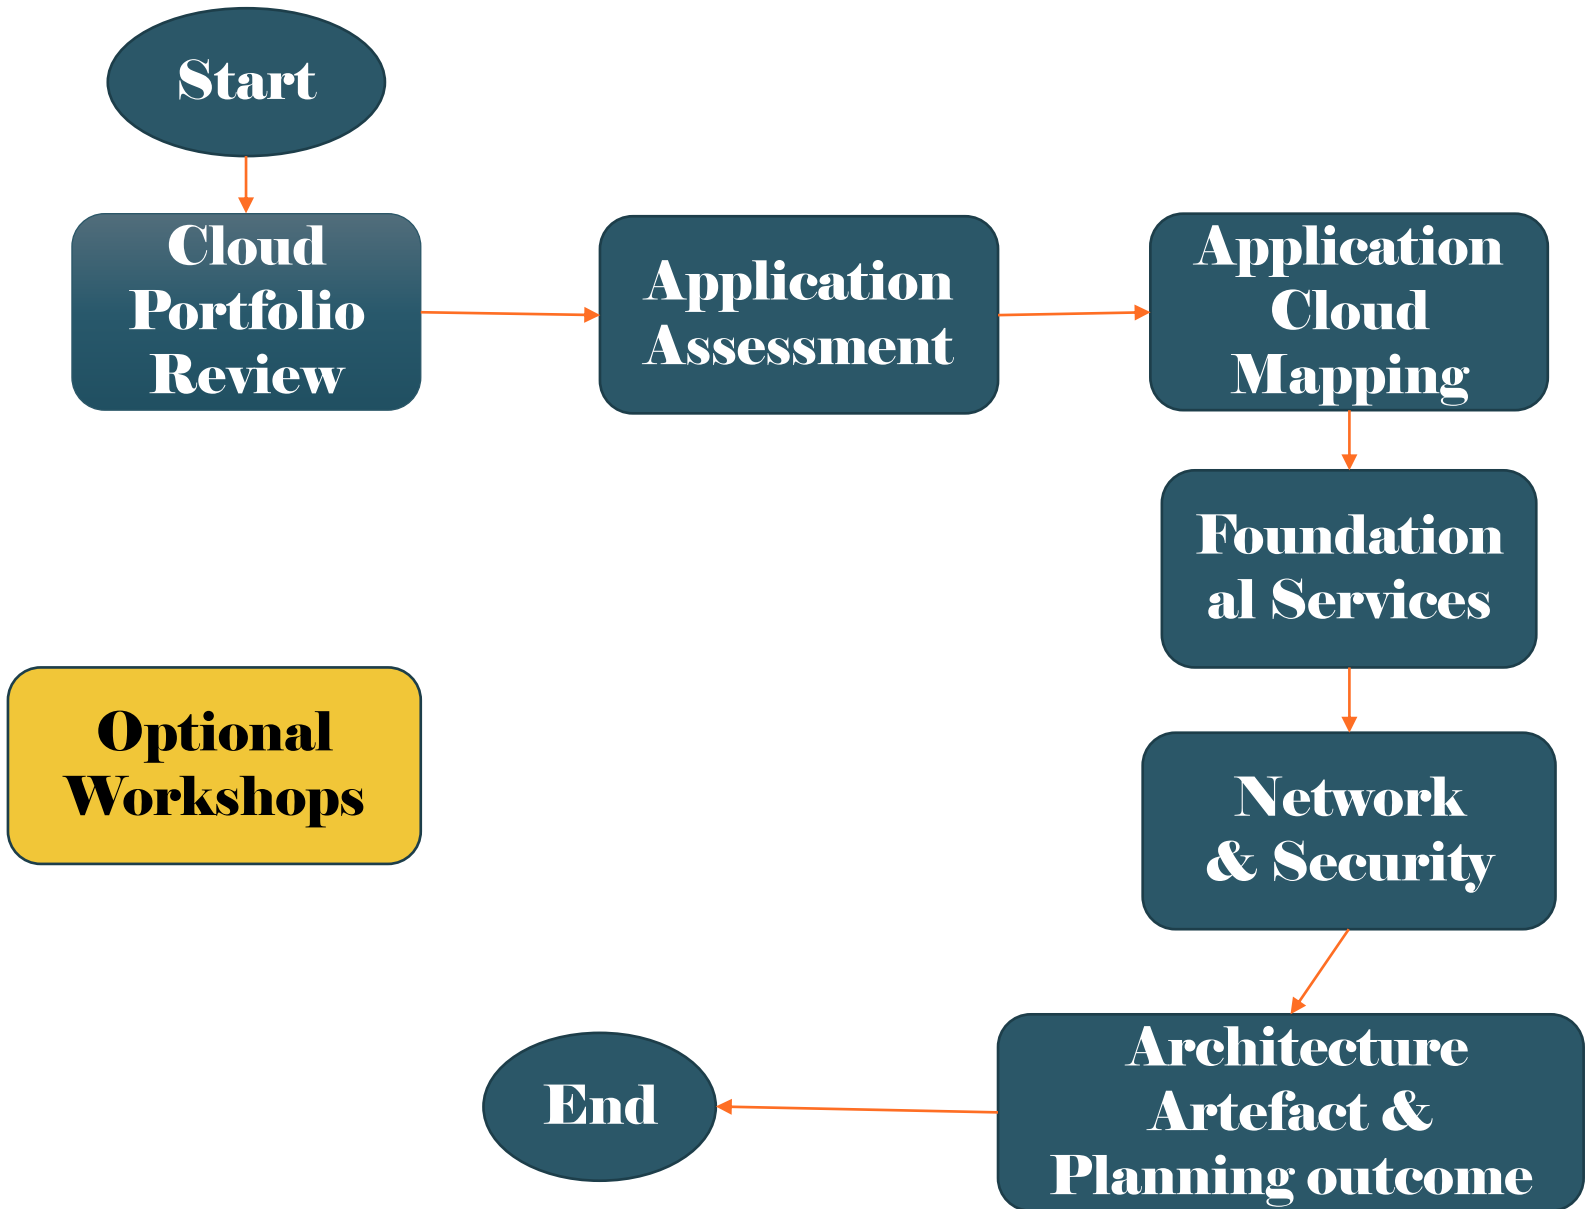 Start
Cloud
Portfolio
Review
Application
Assessment
Application
Cloud
Mapping
Foundation
al Services
Optional
Workshops
Network
& Security
Architecture
Artefact &
Planning outcome
End